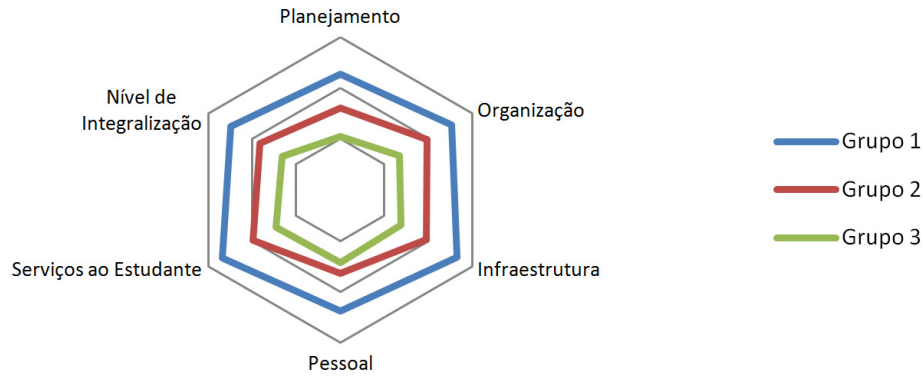 Planejamento
Nível de
Integralização
Organização
Grupo 1
Grupo 2
Grupo 3
Serviços ao Estudante
Infraestrutura
Pessoal